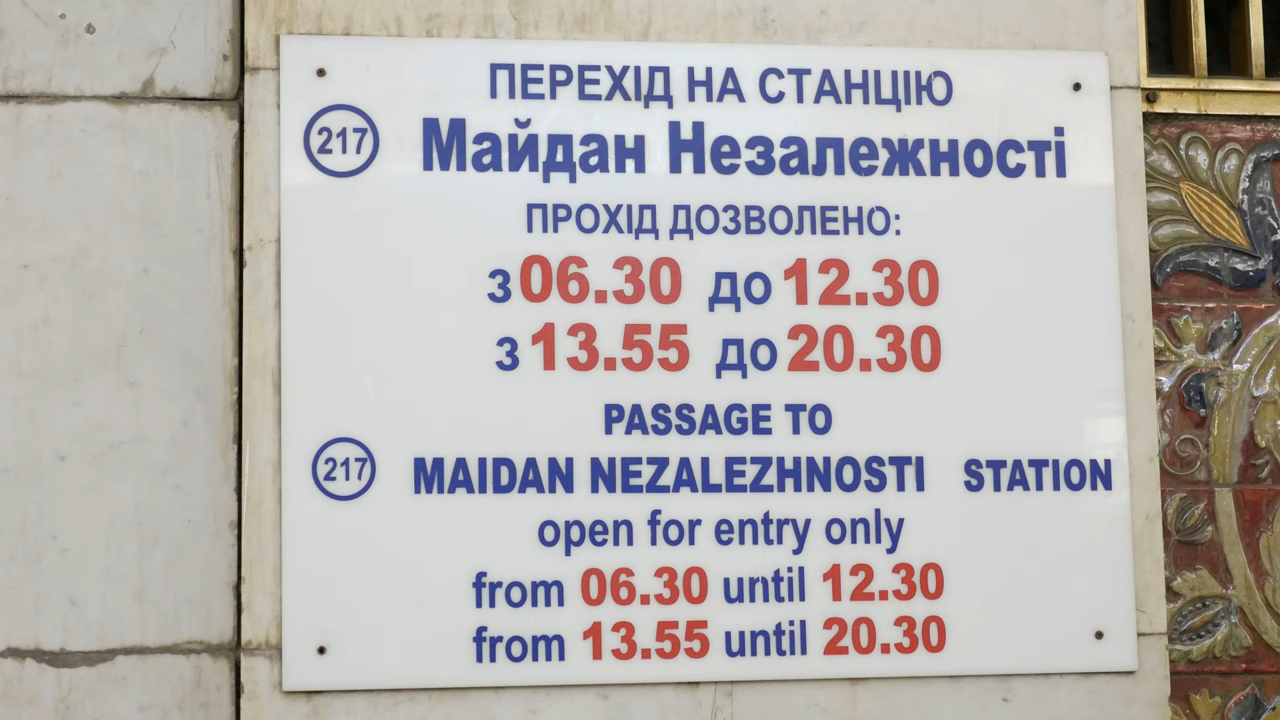 ПЕРЕХІД НА СТАНЦІЮ
217 Майдан Незалежності
ПРОХІД ДОЗВОЛЕНО:
з 06.30 до 12.30
з 13.55 до 20.30
PASSAGE TO
217 MAIDAN NEZALEZHNOSTI STATION
open for entry only
from 06.30 until 12.30
from 13.55 until 20.30